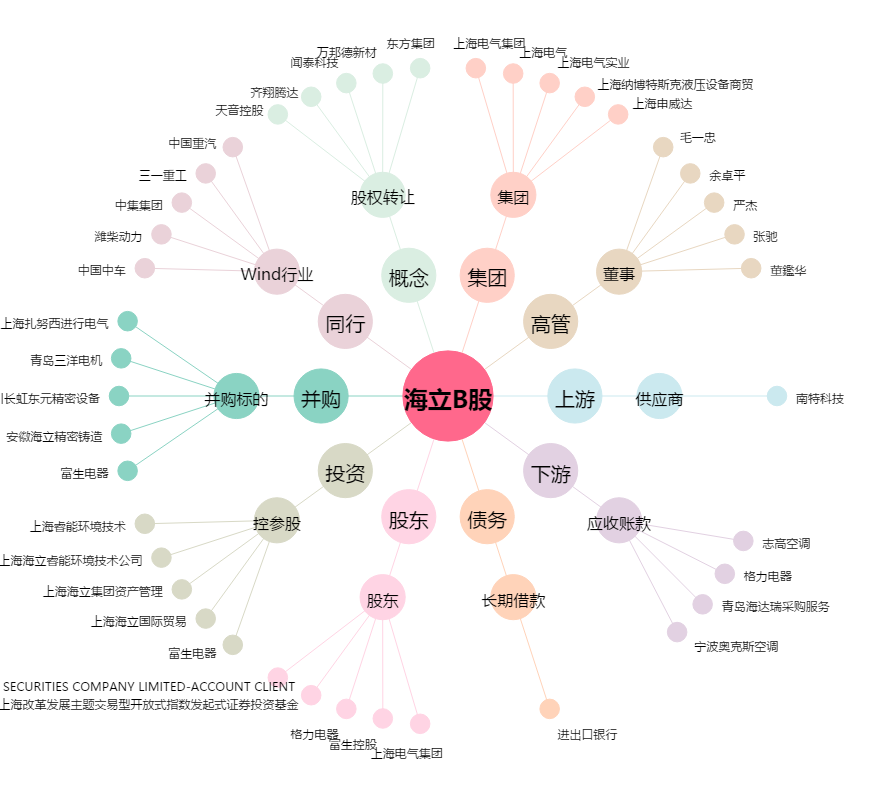 东方集团
万邦德新材
闻泰科技
齐翔腾达
天音控股
上海电气集团
上海电气
上海电气实业
上海纳博特斯克液压设备商贸
上海申威达
股权转让
集团
概念
集团
中国重汽
三一重工
中集集团
潍柴动力
中国中车
Wind行业
同行
毛一忠
余卓平
严杰
张驰
董鑑华
董事
高管
上海扎努西进行电气
青岛三洋电机
川长虹东元精密设备
安徽海立精密铸造
富生电器
并购标的
并购
海立B股
上游
供应商
南特科技
投资
控参股
上海睿能环境技术
上海海立睿能环境技术公司
上海海立集团资产管理
上海海立国际贸易
富生电器
下游
应收账款
志高空调
格力电器
青岛海达瑞采购服务
宁波奥克斯空调
股东
股东
SECURITIES COMPANY LIMITED-ACCOUNT CLIENT
上海改革发展主题交易型开放式指数发起式证券投资基金
格力电器
富生控股
上海电气集团
债务
长期借款
进出口银行